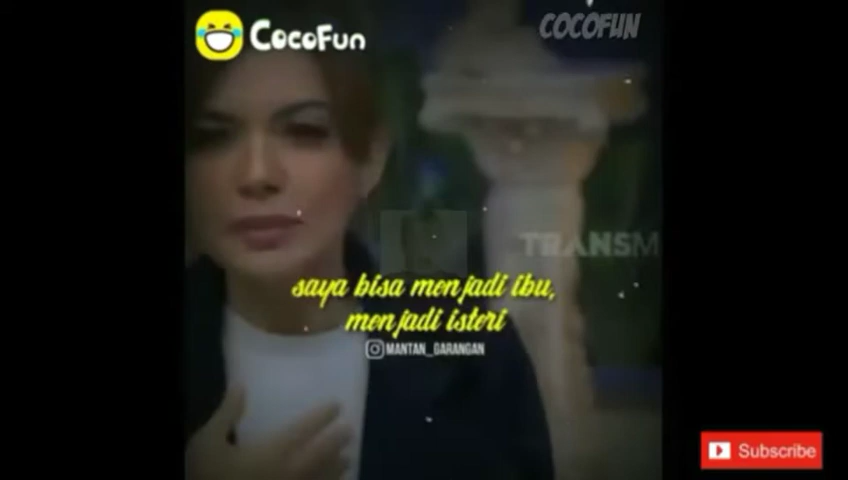 CocoFun
COCOFUN
TRANSM
saya bisa menjadi ibu,
menjadi isteri
MANTAN_GARANGAN
Subscribe